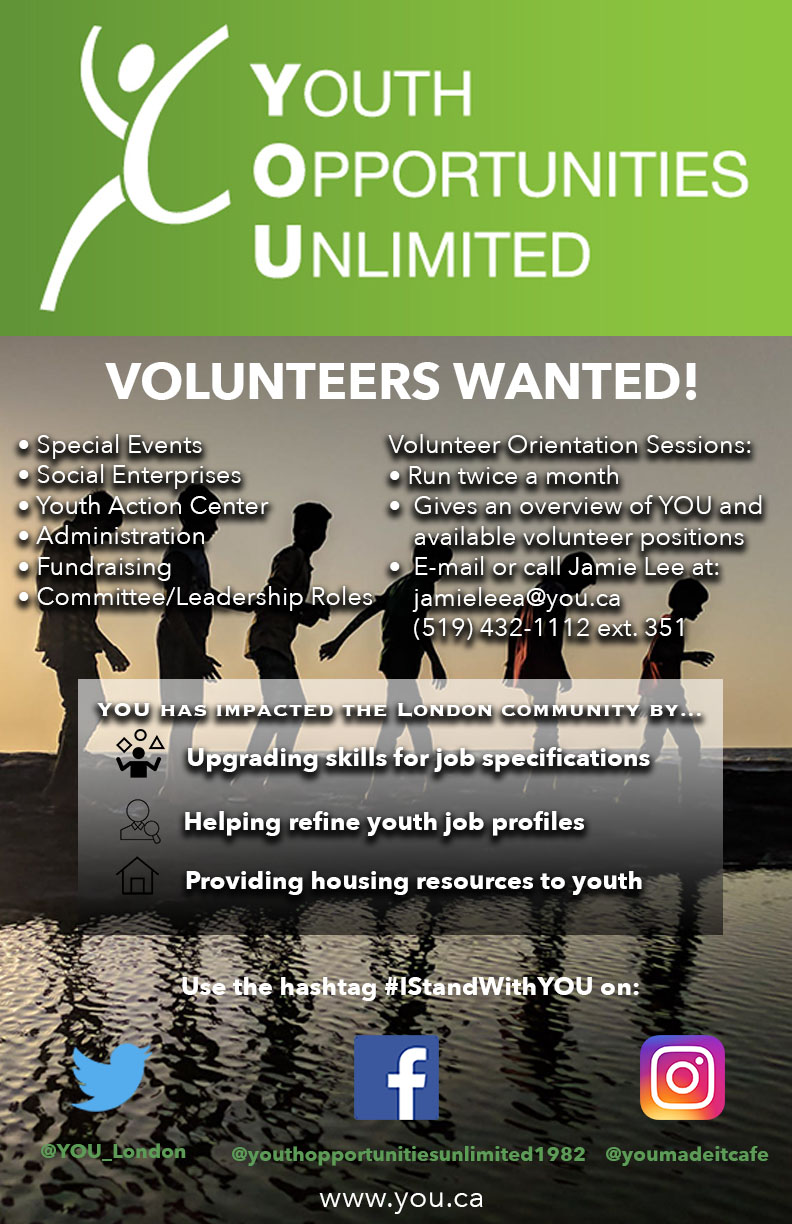 YOUTH
OPPORTUNITIES
UNLIMITED
VOLUNTEERS WANTED!
• Special Events
• Social Enterprises
• Youth Action Center
• Administration
• Fundraising
• Committee/Leadership Roles
Volunteer Orientation Sessions:
• Run twice a month
• Gives an overview of YOU and
available volunteer positions
• E-mail or call Jamie Lee at:
jamieleea@you.ca
(519) 432-1112 ext. 351
YOU HAS IMPACTED THE LONDON COMMUNITY BY...
Upgrading skills for job specifications
Helping refine youth job profiles
Providing housing resources to youth
Use the hashtag #IStandWithYOU on:
@YOU_London
@youthopportunitiesunlimited1982
@youmadeitcafe
www.you.ca